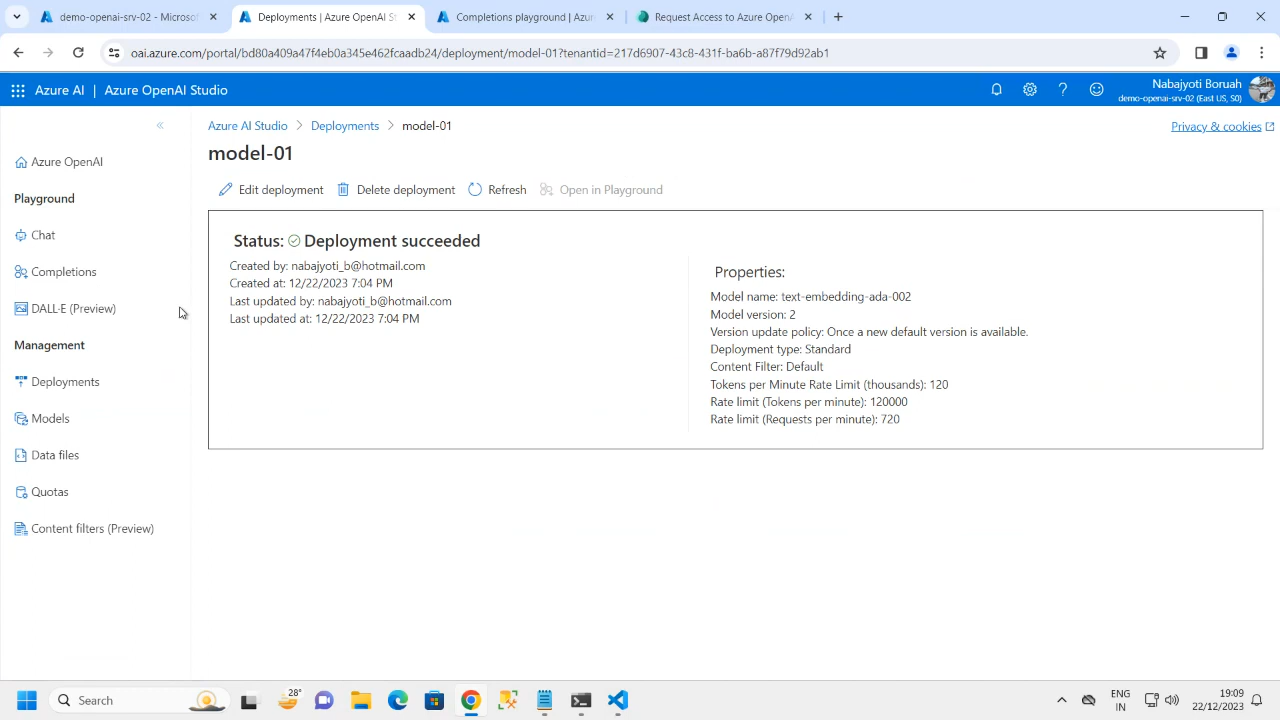 demo-openai-srv-02 - Microsof
Deployments | Azure OpenAI St
Completions playground | Azur
Request Access to Azure OpenA
oai.azure.com/portal/bd80a409a47f4eb0a345e462fcaadb24/deployment/model-01?tenantid=217d6907-43c8-431f-ba6b-a87f79d92ab1
Azure AI | Azure OpenAI Studio
Nabajyoti Boruah
demo-openai-srv-02 (East US, S0)
Azure AI Studio > Deployments > model-01
Privacy & cookies
model-01
Edit deployment
Delete deployment
Refresh
Open in Playground
Azure OpenAI
Playground
Chat
Completions
DALL·E (Preview)
Management
Deployments
Models
Data files
Quotas
Content filters (Preview)
Status: Deployment succeeded
Created by: nabajyoti_b@hotmail.com
Created at: 12/22/2023 7:04 PM
Last updated by: nabajyoti_b@hotmail.com
Last updated at: 12/22/2023 7:04 PM
Properties:
Model name: text-embedding-ada-002
Model version: 2
Version update policy: Once a new default version is available.
Deployment type: Standard
Content Filter: Default
Tokens per Minute Rate Limit (thousands): 120
Rate limit (Tokens per minute): 120000
Rate limit (Requests per minute): 720
Search
28°
ENG
IN
19:09
22/12/2023